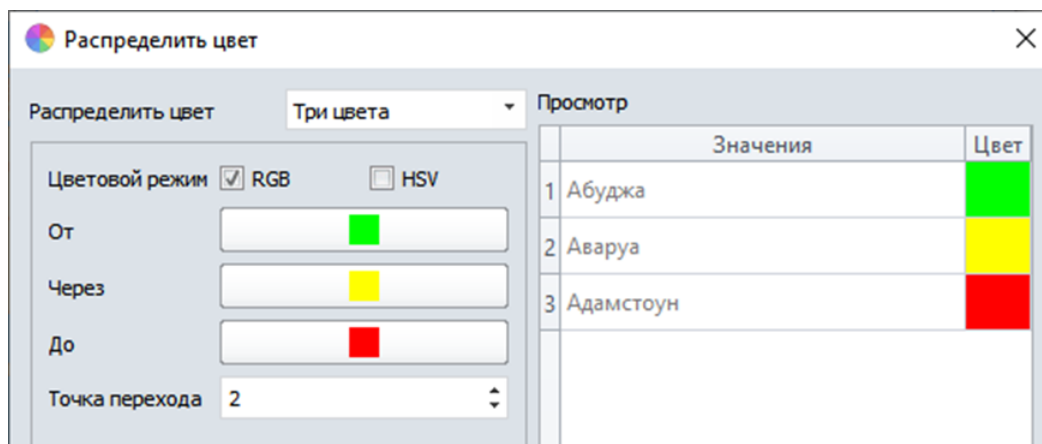 Распределить цвет
Распределить цвет Три цвета
Цветовой режим RGB HSV
От
Через
До
Точка перехода 2
Просмотр
Значения Цвет
1 Абуджа
2 Аваруа
3 Адамстоун